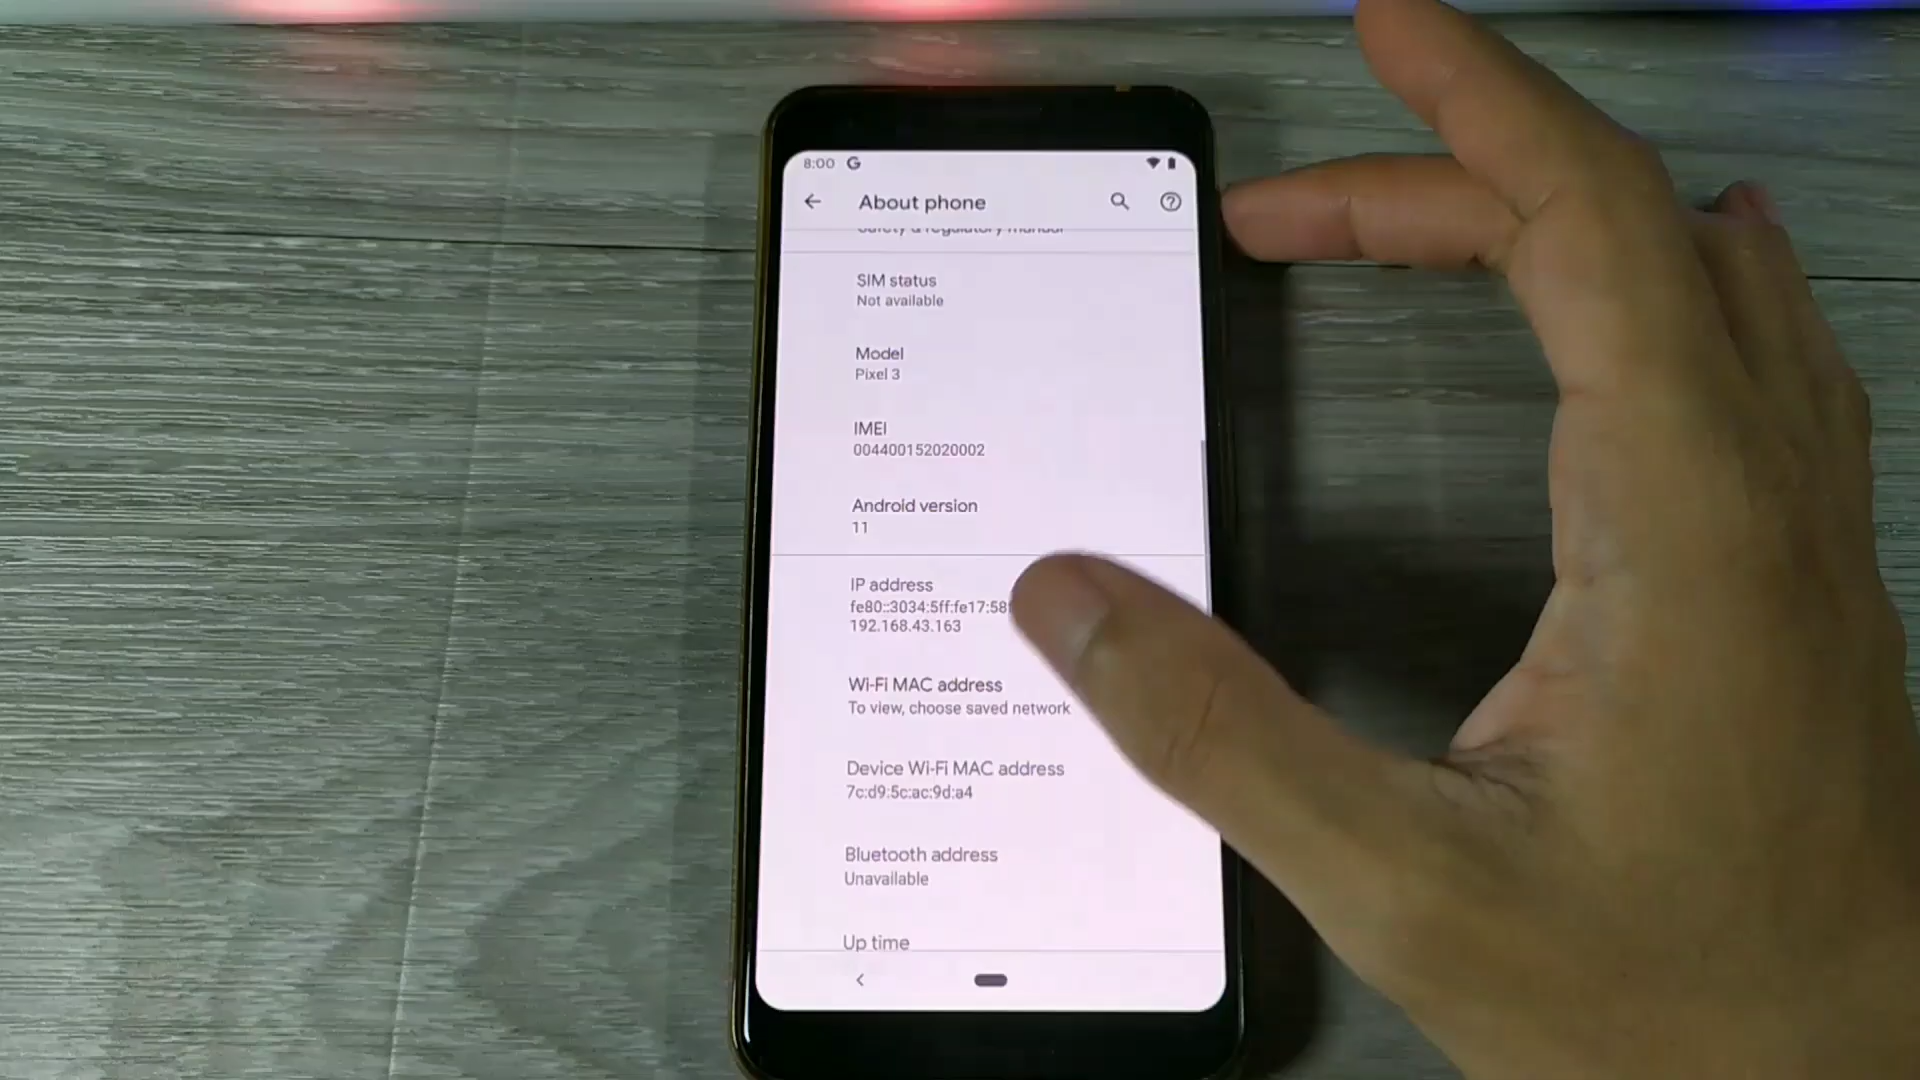 8:00 G
About phone
SIM status
Not available
Model
Pixel 3
IMEI
004400152020002
Android version
11
IP address
fe80::3034:5ff:fe17:58
192.168.43.163
Wi-Fi MAC address
To view, choose saved network
Device Wi-Fi MAC address
7c:d9:5c:ac:9d:a4
Bluetooth address
Unavailable
Up time